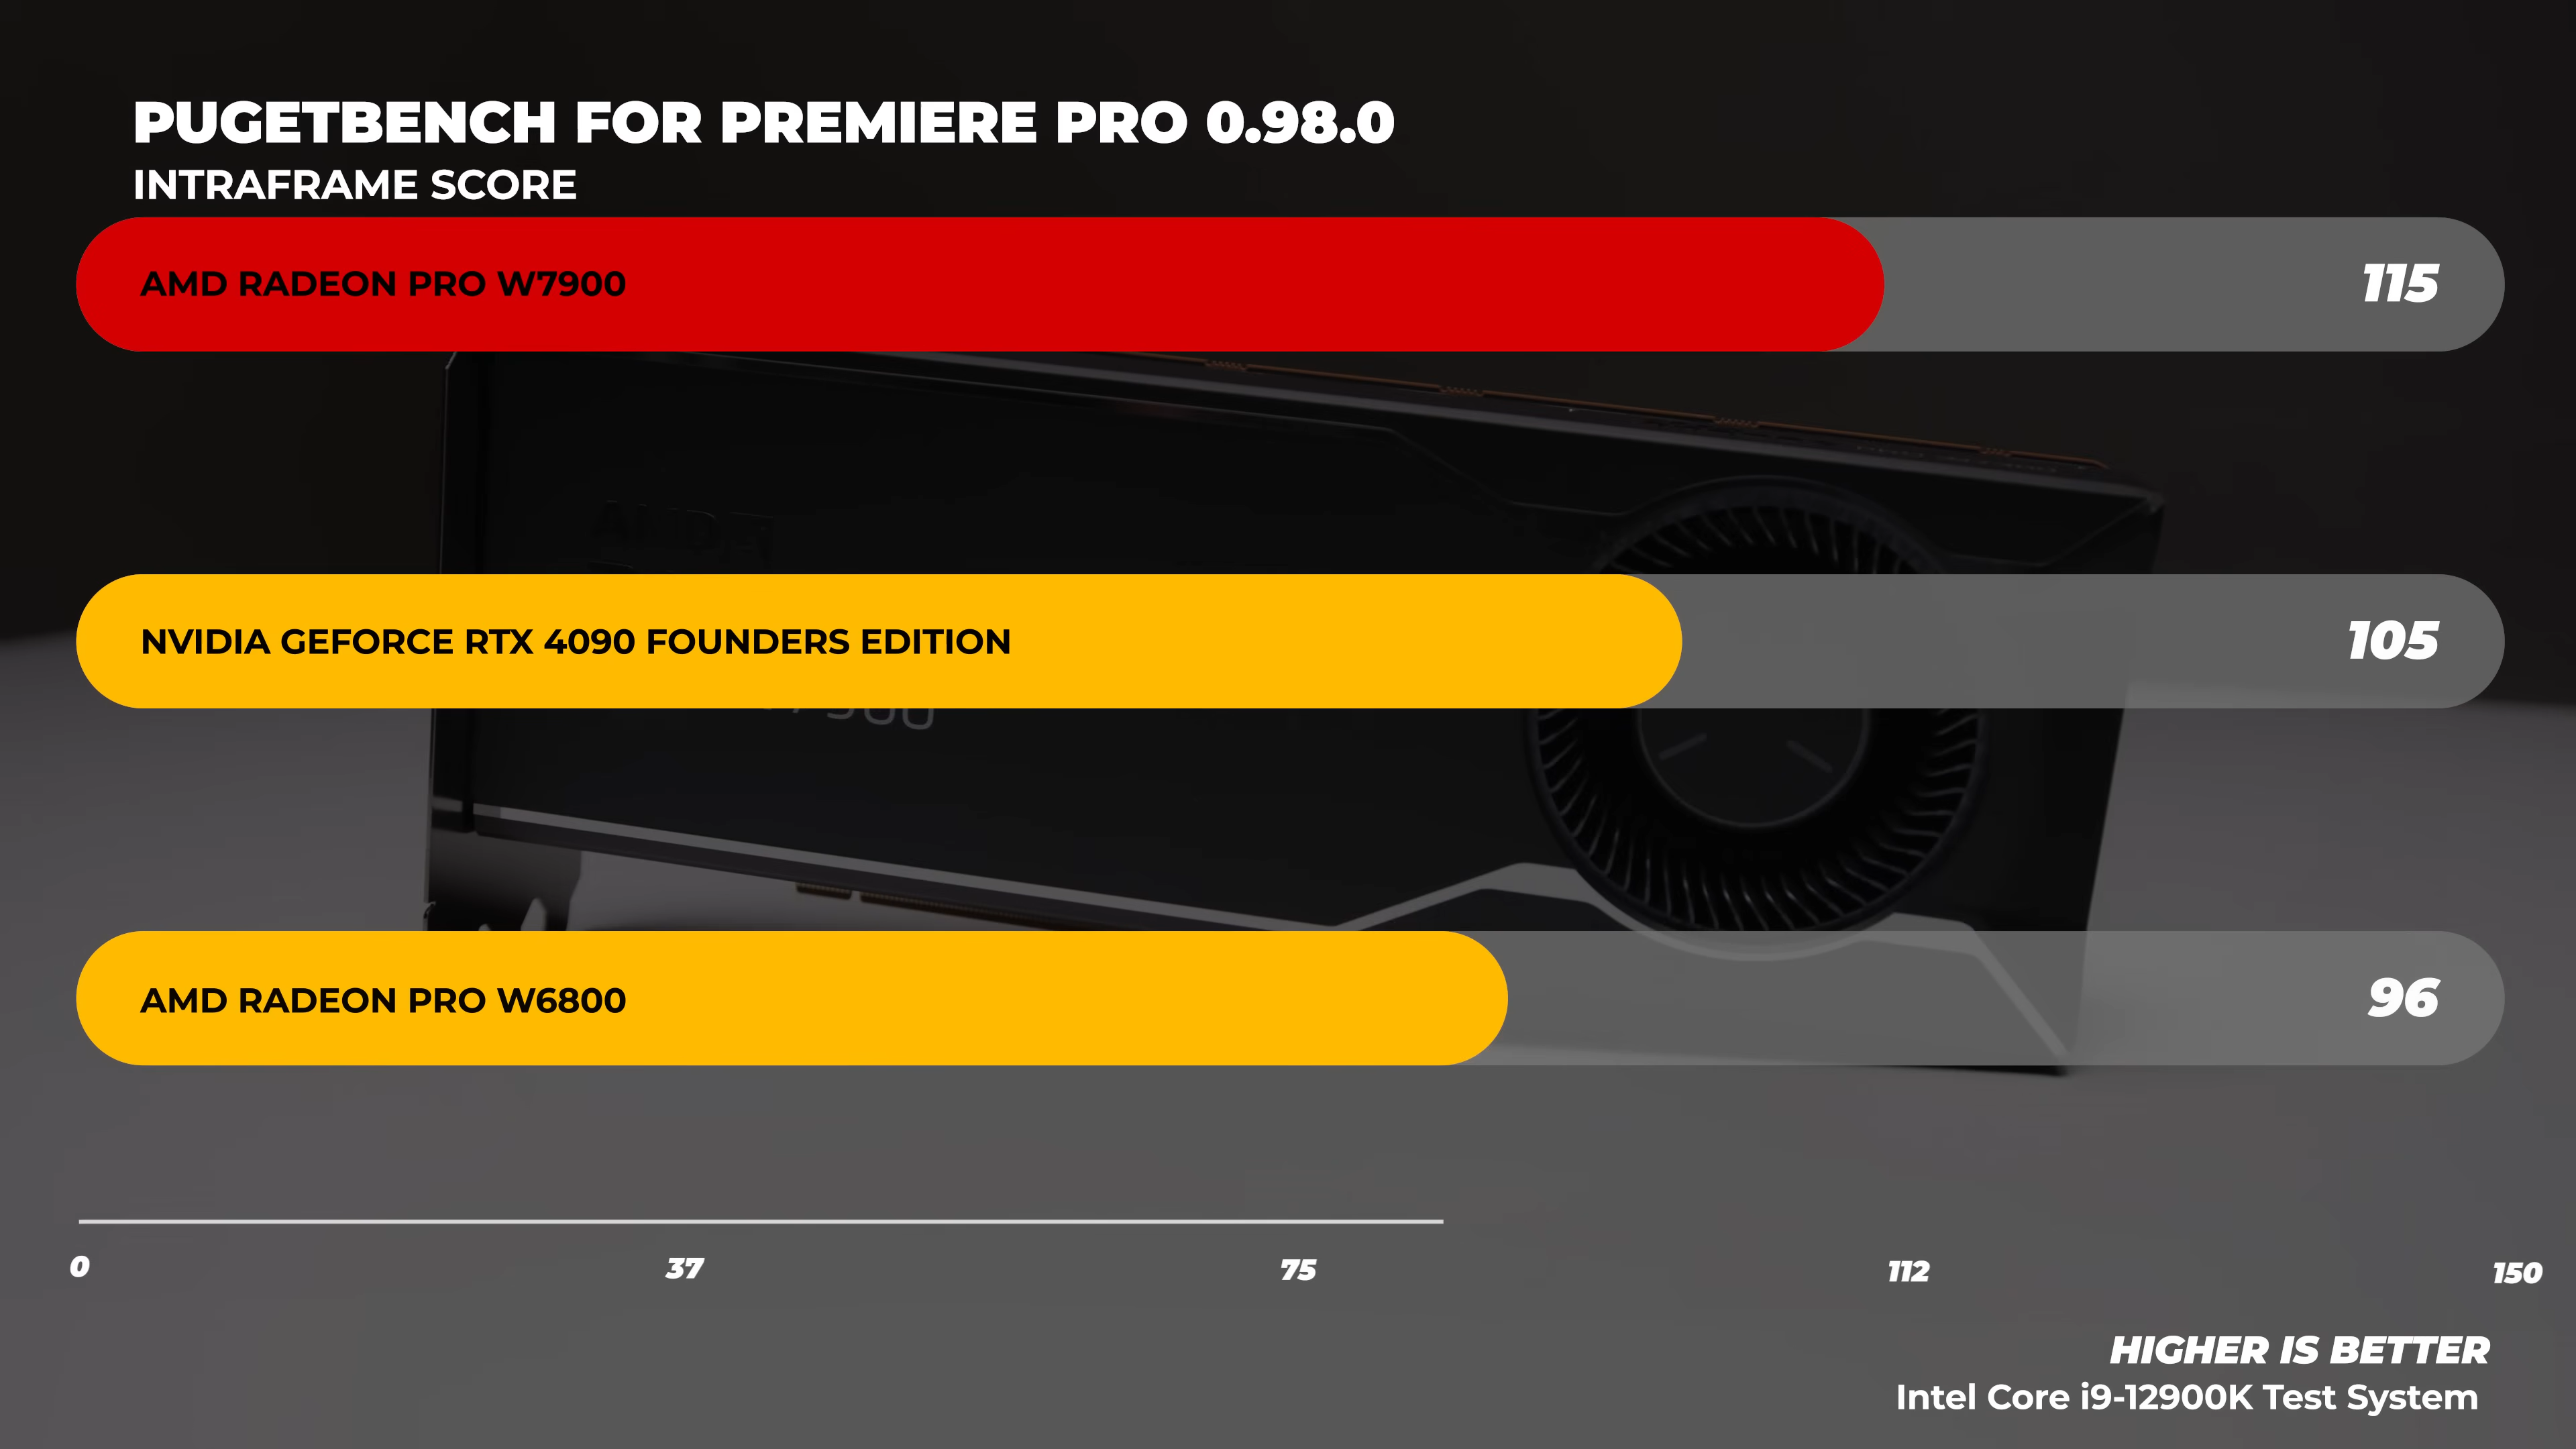 PUGETBENCH FOR PREMIERE PRO 0.98.0
INTRAFRAME SCORE
AMD RADEON PRO W7900
115
AMD
NVIDIA GEFORCE RTX 4090 FOUNDERS EDITION
105
AMD RADEON PRO W6800
96
0 37 75 112 150
HIGHER IS BETTER
Intel Core i9-12900K Test System